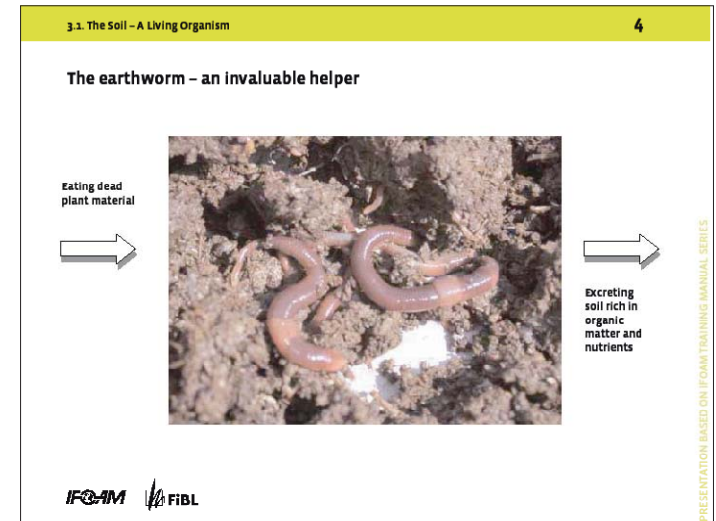 3.1. The Soil – A Living Organism
4
The earthworm – an invaluable helper
Eating dead
plant material
Excreting
soil rich in
organic
matter and
nutrients
PRESENTATION BASED ON IFOAM TRAINING MANUAL SERIES
IFOAM
FiBL